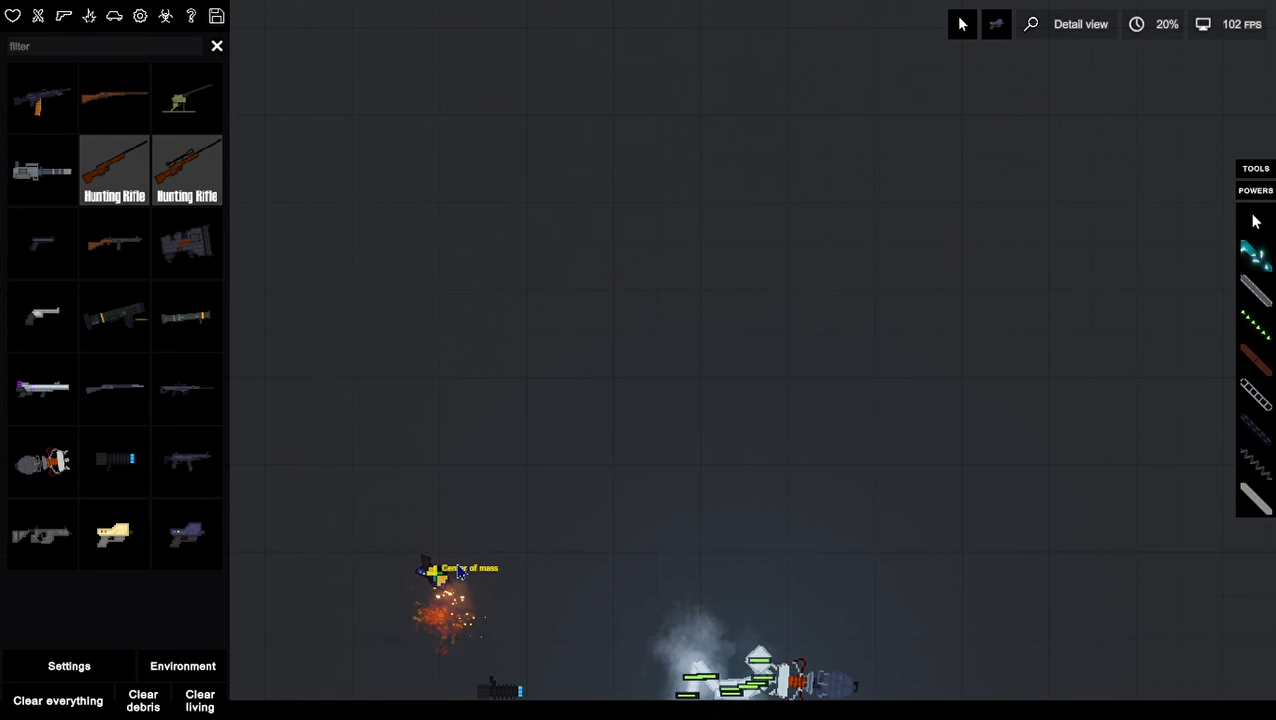 Detail view
20%
102 FPS
filter
Hunting Rifle
Hunting Rifle
TOOLS
POWERS
Center of mass
Settings
Environment
Clear everything
Clear debris
Clear living